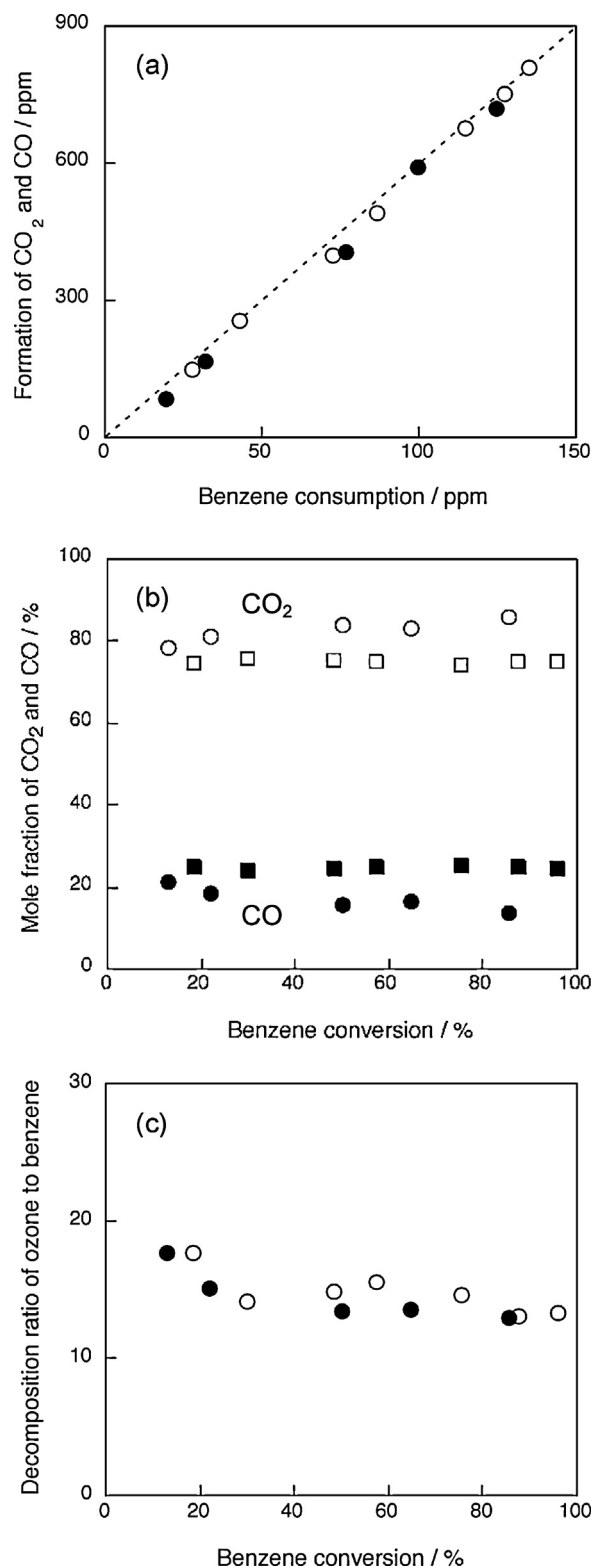 (a)
Formation of CO2 and CO / ppm
900
600
300
0
0 50 100 150
Benzene consumption / ppm
(b)
Mole fraction of CO2 and CO / %
100
80
60
40
20
0
CO2
CO
0 20 40 60 80 100
Benzene conversion / %
(c)
Decomposition ratio of ozone to benzene
30
20
10
0
0 20 40 60 80 100
Benzene conversion / %